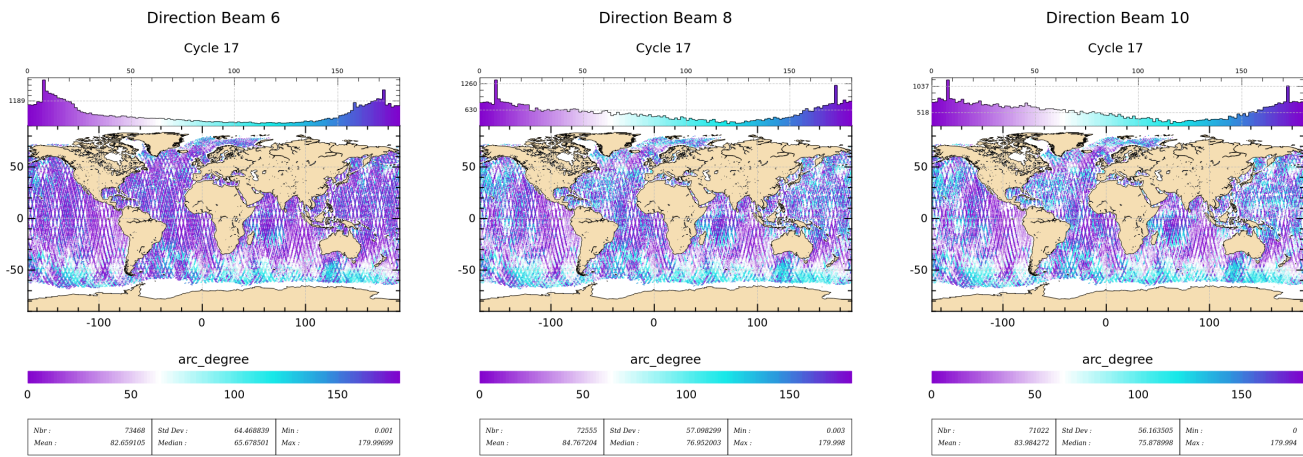 Direction Beam 6
Cycle 17
0 50 100 150
1189
50
0
-50
-100 0 100
arc_degree
0 50 100 150
Nbr : 73468 Std Dev : 64.468839 Min : 0.001
Mean : 82.659105 Median : 65.678501 Max : 179.99699
Direction Beam 8
Cycle 17
0 50 100 150
1260
630
50
0
-50
-100 0 100
arc_degree
0 50 100 150
Nbr : 72555 Std Dev : 57.098299 Min : 0.003
Mean : 84.767204 Median : 76.952003 Max : 179.998
Direction Beam 10
Cycle 17
0 50 100 150
1037
518
50
0
-50
-100 0 100
arc_degree
0 50 100 150
Nbr : 71022 Std Dev : 56.163505 Min : 0
Mean : 83.984272 Median : 75.878998 Max : 179.994